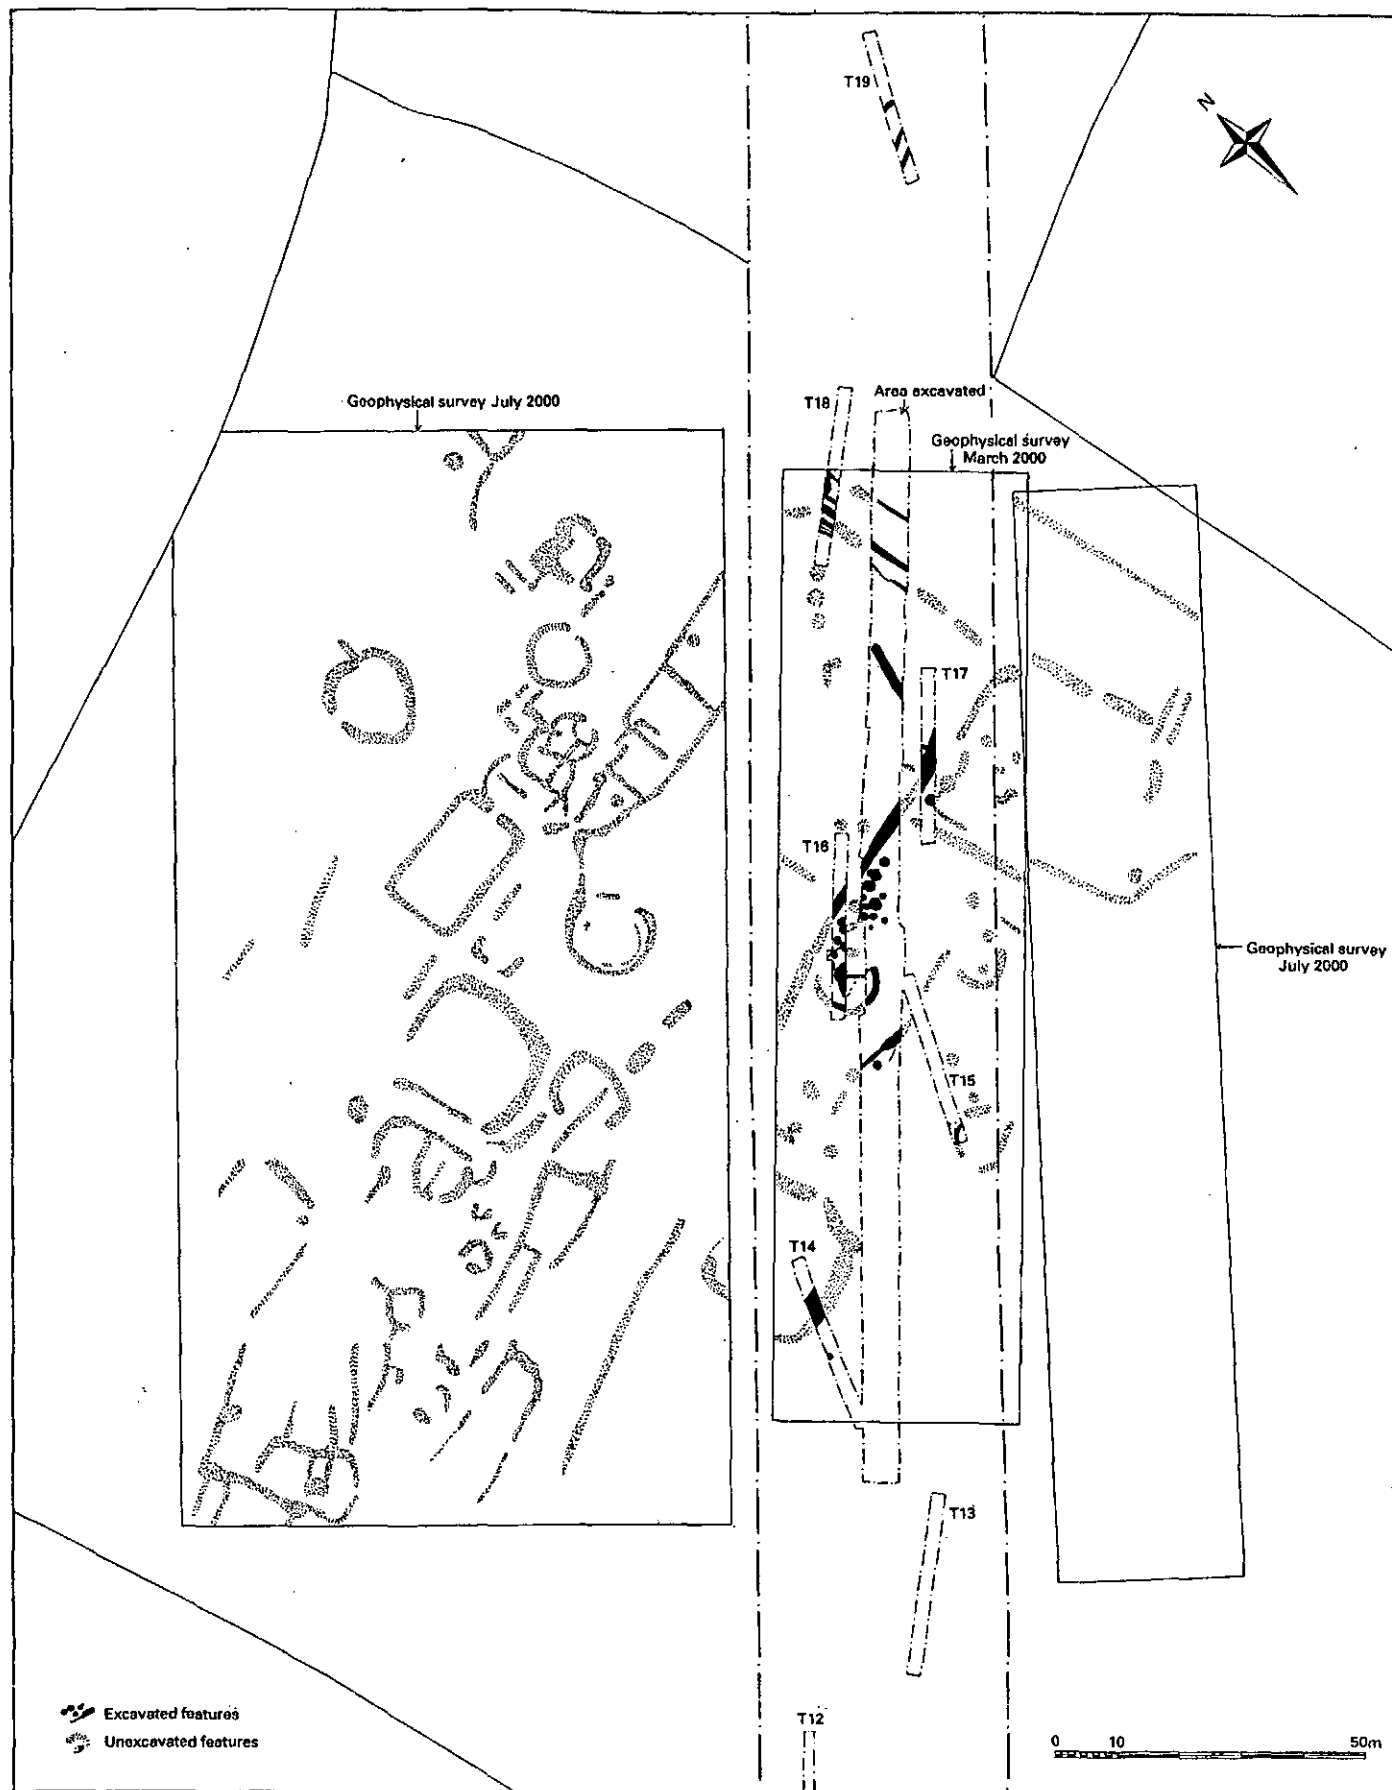 T19
N
Geophysical survey July 2000
T18
Area excavated
Geophysical survey
March 2000
T17
T16
Geophysical survey
July 2000
T15
T14
T13
T12
Excavated features
Unexcavated features
0 10 50m